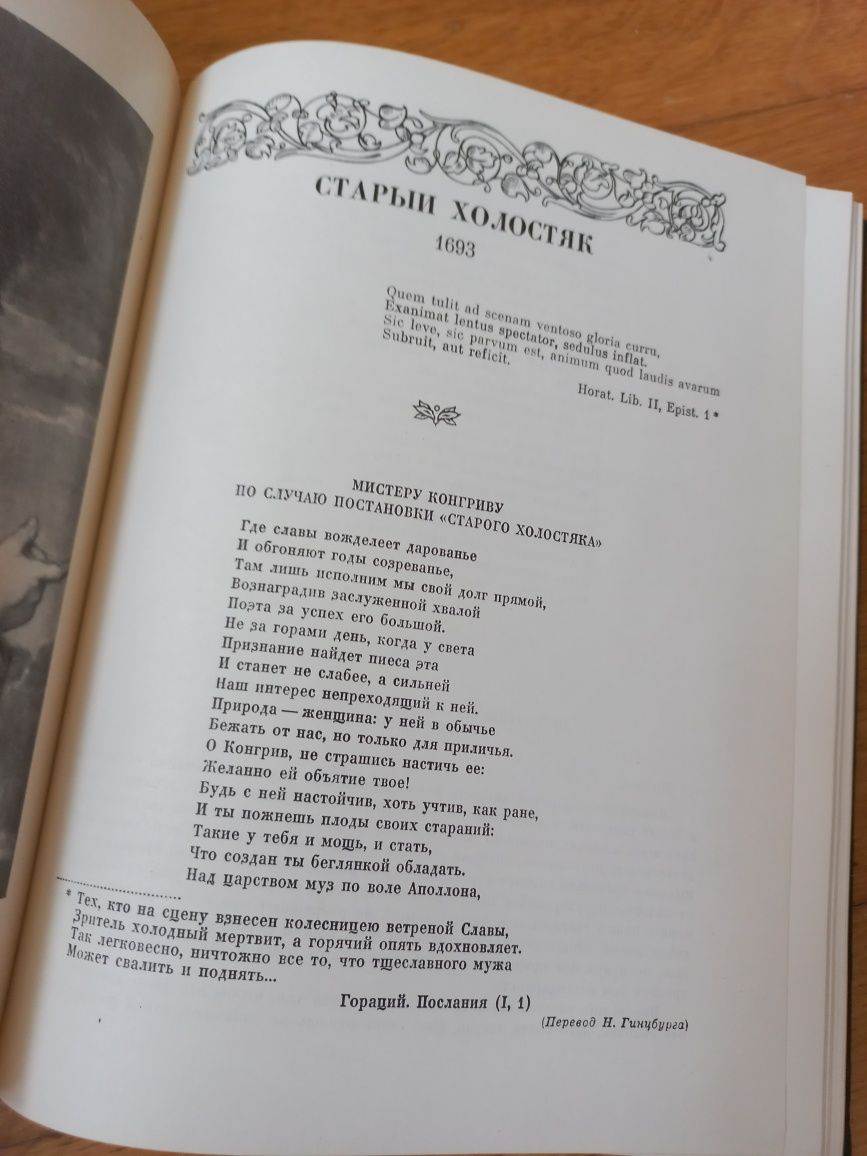 СТАРЫЙ ХОЛОСТЯК
1693
Quem tulit ad scenam ventoso gloria curru,
Exanimat lentus spectator, sedulus inflat.
Sic leve, sic parvum est, animum quod laudis avarum
Subruit, aut reficit.
Horat. Lib. II, Epist. 1 *
МИСТЕРУ КОНГРИВУ
ПО СЛУЧАЮ ПОСТАНОВКИ «СТАРОГО ХОЛОСТЯКА»
Где славы вожделеет дарованье
И обгоняют годы созреванье,
Там лишь исполним мы свой долг прямой,
Вознаградив заслуженной хвалой
Поэта за успех его большой.
Не за горами день, когда у света
Признание найдет пиеса эта
И станет не слабее, а сильней
Наш интерес непреходящий к ней.
Природа — женщина: у ней в обычье
Бежать от нас, но только для приличья.
О Конгрив, не страшись настичь ее:
Желанно ей объятие твое!
Будь с ней настойчив, хоть учтив, как ране,
И ты пожнешь плоды своих стараний:
Такие у тебя и мощь, и стать,
Что создан ты беглянкой обладать.
Над царством муз по воле Аполлона,
* Тех, кто на сцену взнесен колесницею ветреной Славы,
Зритель холодный мертвит, а горячий опять вдохновляет.
Так легковесно, ничтожно все то, что тщеславного мужа
Может свалить и поднять...
Гораций. Послания (I, 1)
(Перевод Н. Гинцбурга)